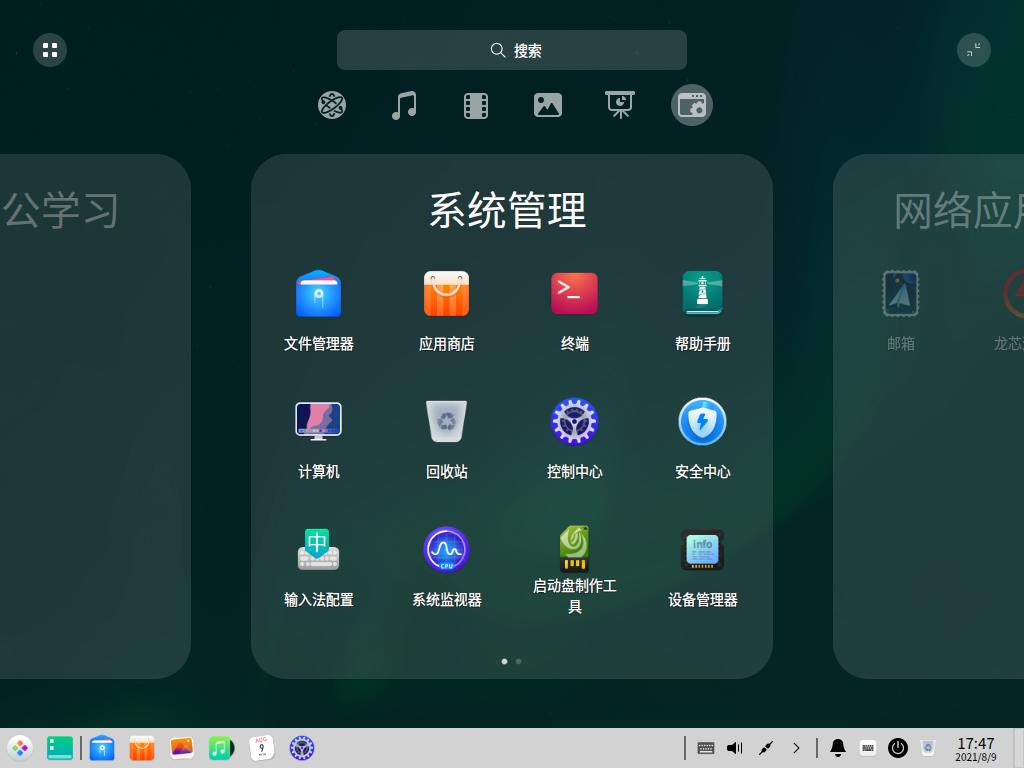 搜索
公学习
系统管理
网络应用
文件管理器
应用商店
终端
帮助手册
邮箱
龙芯
计算机
回收站
控制中心
安全中心
中
CPU
info
输入法配置
系统监视器
启动盘制作工
具
设备管理器
AUG
9
17:47
2021/8/9